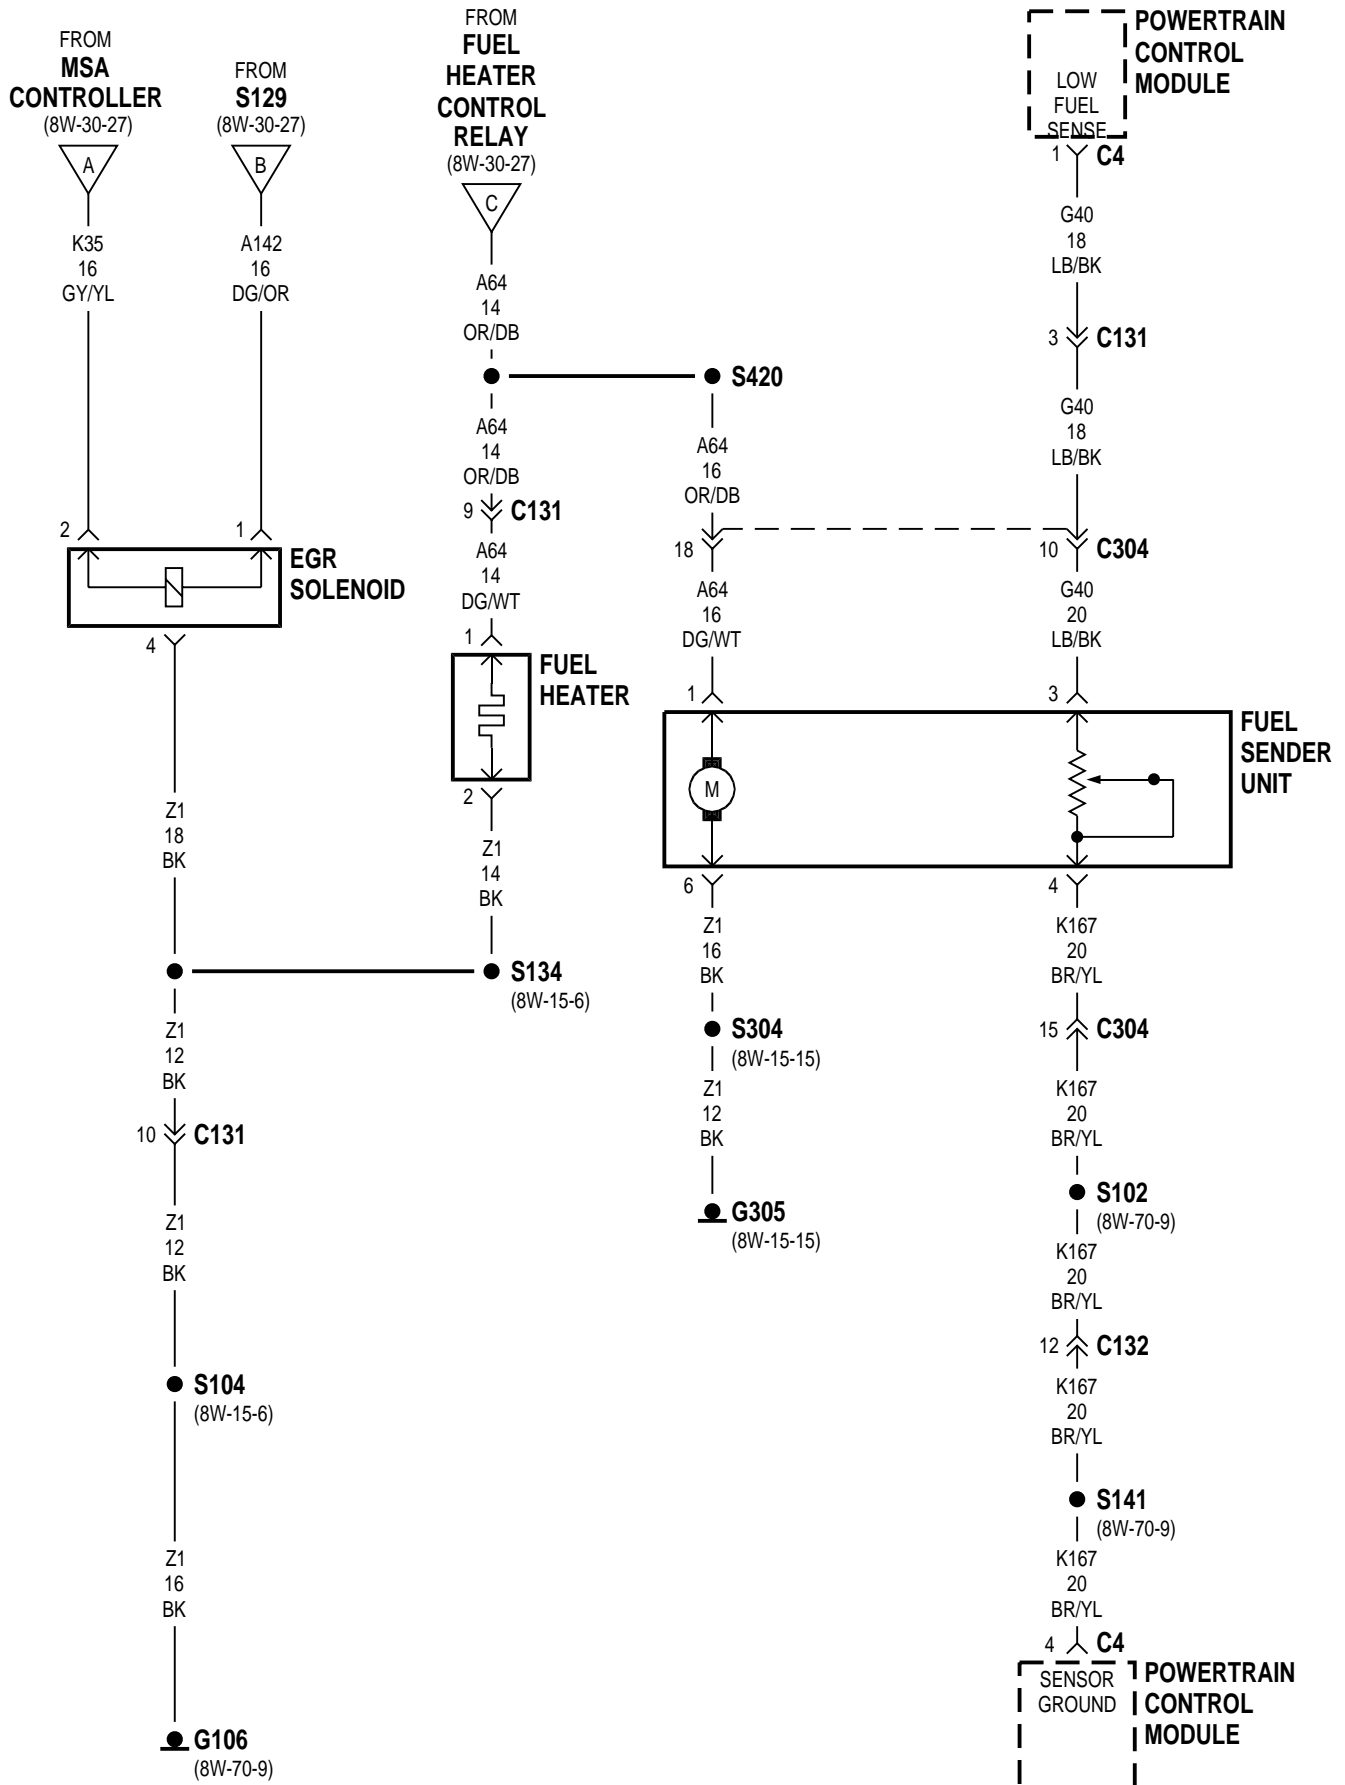 FROM
MSA
CONTROLLER
(8W-30-27)
A
K35
16
GY/YL
2
FROM
S129
(8W-30-27)
B
A142
16
DG/OR
1
EGR
SOLENOID
4
Z1
18
BK
Z1
12
BK
10 C131
Z1
12
BK
S104
(8W-15-6)
Z1
16
BK
G106
(8W-70-9)
FROM
FUEL
HEATER
CONTROL
RELAY
(8W-30-27)
C
A64
14
OR/DB
A64
14
OR/DB
9 C131
A64
14
DG/WT
1
FUEL
HEATER
2
Z1
14
BK
S134
(8W-15-6)
S420
A64
16
OR/DB
18
A64
16
DG/WT
1
M
6
Z1
16
BK
S304
(8W-15-15)
Z1
12
BK
G305
(8W-15-15)
POWERTRAIN
CONTROL
MODULE
LOW
FUEL
SENSE
1 C4
G40
18
LB/BK
3 C131
G40
18
LB/BK
10 C304
G40
20
LB/BK
3
FUEL
SENDER
UNIT
4
K167
20
BR/YL
15 C304
K167
20
BR/YL
S102
(8W-70-9)
K167
20
BR/YL
12 C132
K167
20
BR/YL
S141
(8W-70-9)
K167
20
BR/YL
4 C4
SENSOR
GROUND
POWERTRAIN
CONTROL
MODULE